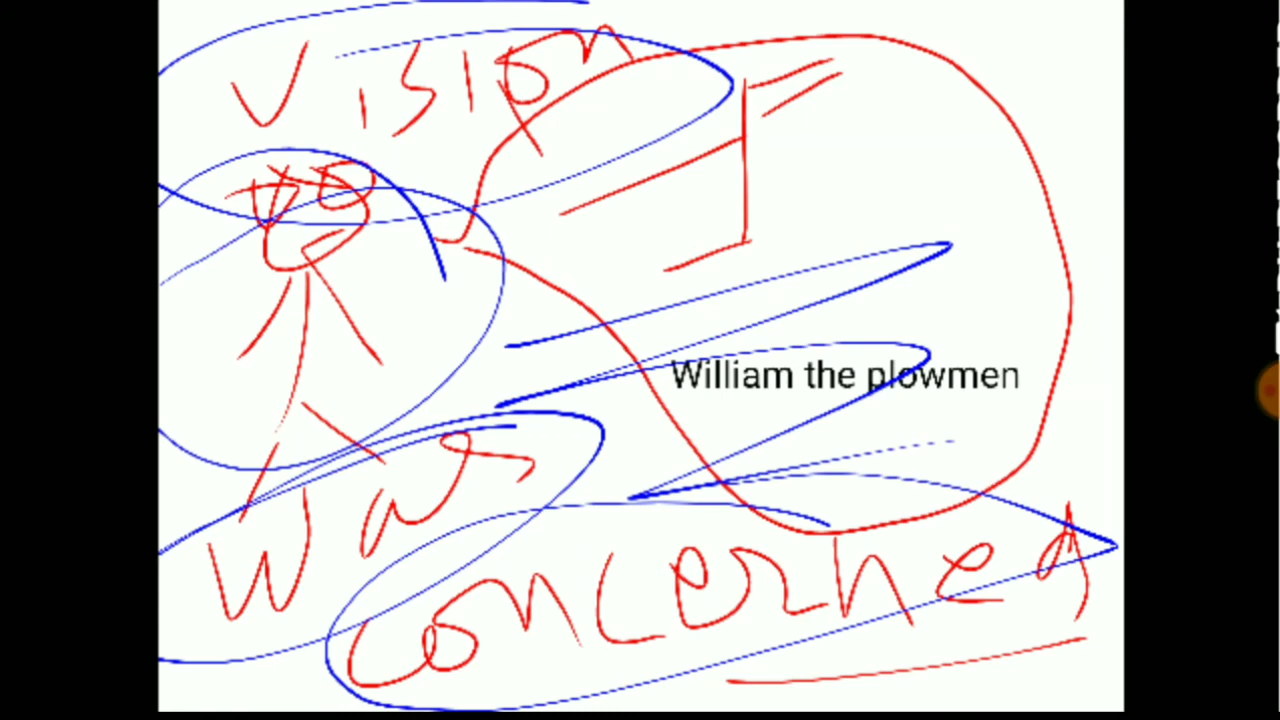 Vision
I
William the plowmen
Was
Concerned